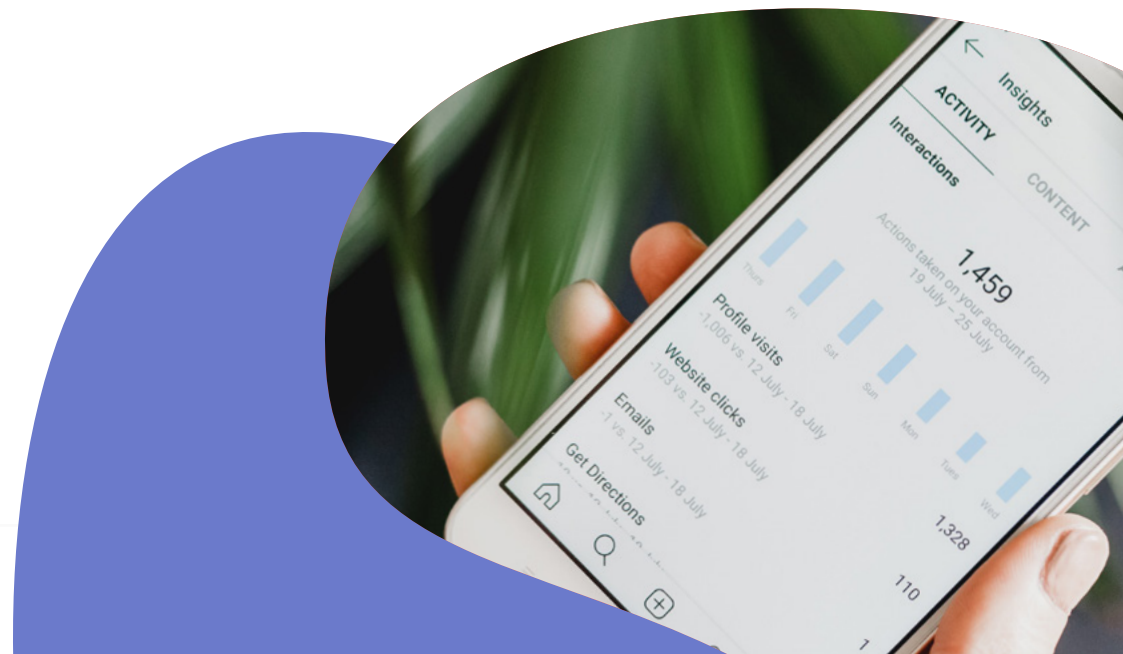 Insights
ACTIVITY
CONTENT
Interactions
1,459
Actions taken on your account from
19 July – 25 July
Thurs
Fri
Sat
Sun
Mon
Tues
Wed
Profile visits
1,328
-1,006 vs. 12 July - 18 July
Website clicks
110
-103 vs. 12 July - 18 July
Emails
1
-1 vs. 12 July - 18 July
Get Directions